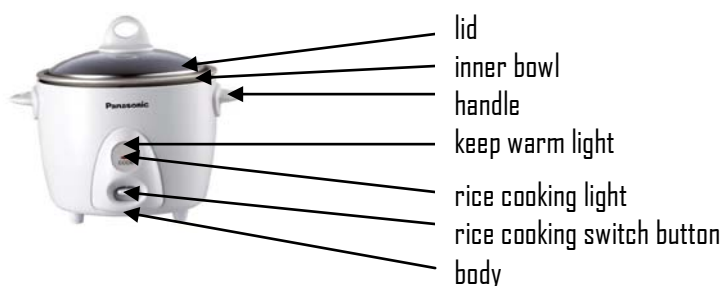 lid
inner bowl
handle
Panasonic
keep warm light
rice cooking light
rice cooking switch button
body